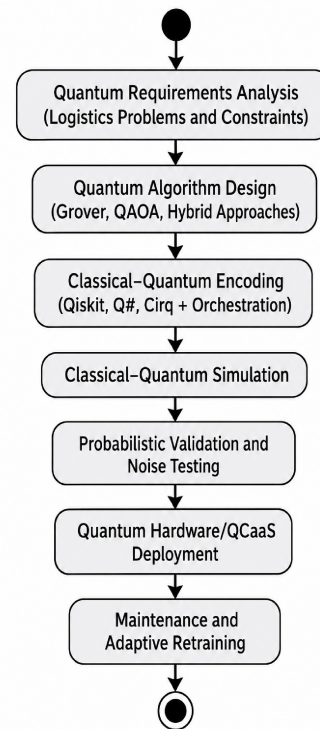 Quantum Requirements Analysis
(Logistics Problems and Constraints)
Quantum Algorithm Design
(Grover, QAOA, Hybrid Approaches)
Classical–Quantum Encoding
(Qiskit, Q#, Cirq + Orchestration)
Classical–Quantum Simulation
Probabilistic Validation and
Noise Testing
Quantum Hardware/QCaaS
Deployment
Maintenance and
Adaptive Retraining